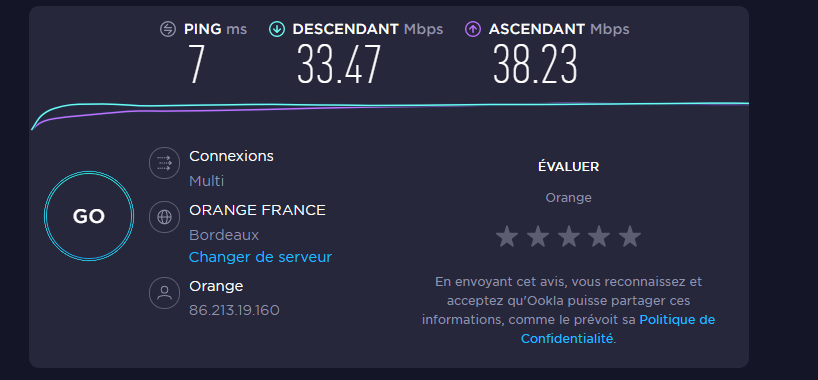 PING ms DESCENDANT Mbps ASCENDANT Mbps
7 33.47 38.23
GO
Connexions
Multi
ORANGE FRANCE
Bordeaux
Changer de serveur
Orange
86.213.19.160
ÉVALUER
Orange
En envoyant cet avis, vous reconnaissez et
acceptez qu'Ookla puisse partager ces
informations, comme le prévoit sa Politique de
Confidentialité.